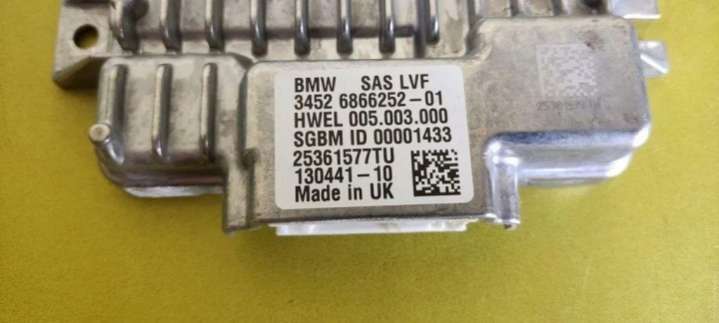 BMW SAS LVF
3452 6866252-01
HWEL 005.003.000
SGBM ID 00001433
25361577TU
130441-10
Made in UK